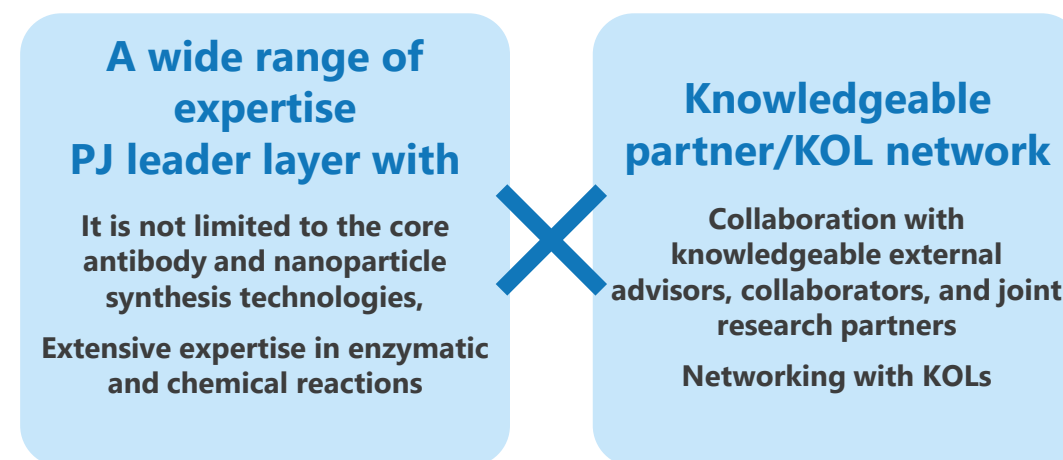 A wide range of
expertise
PJ leader layer with
It is not limited to the core
antibody and nanoparticle
synthesis technologies,
Extensive expertise in enzymatic
and chemical reactions
Knowledgeable
partner/KOL network
Collaboration with
knowledgeable external
advisors, collaborators, and joint
research partners
Networking with KOLs